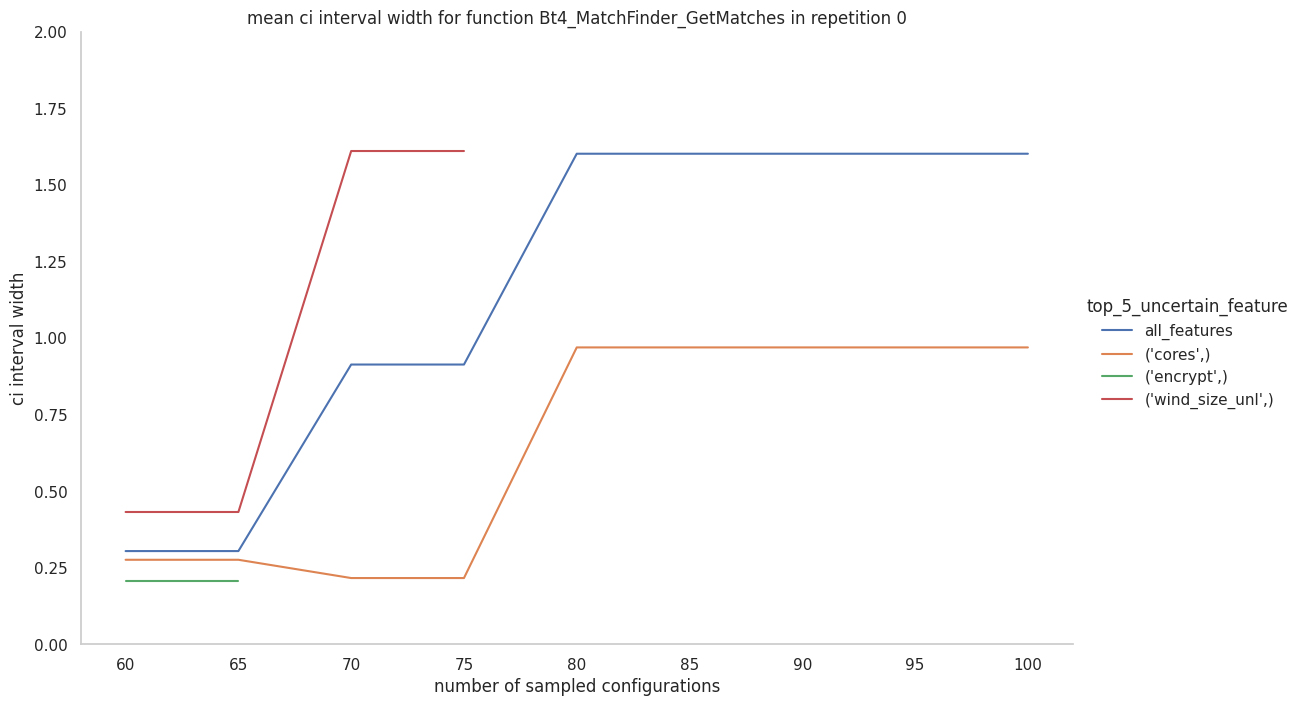 mean ci interval width for function Bt4_MatchFinder_GetMatches in repetition 0
2.00
1.75
1.50
1.25
1.00
0.75
0.50
0.25
0.00
ci interval width
60 65 70 75 80 85 90 95 100
number of sampled configurations
top_5_uncertain_feature
all_features
('cores',)
('encrypt',)
('wind_size_unl',)